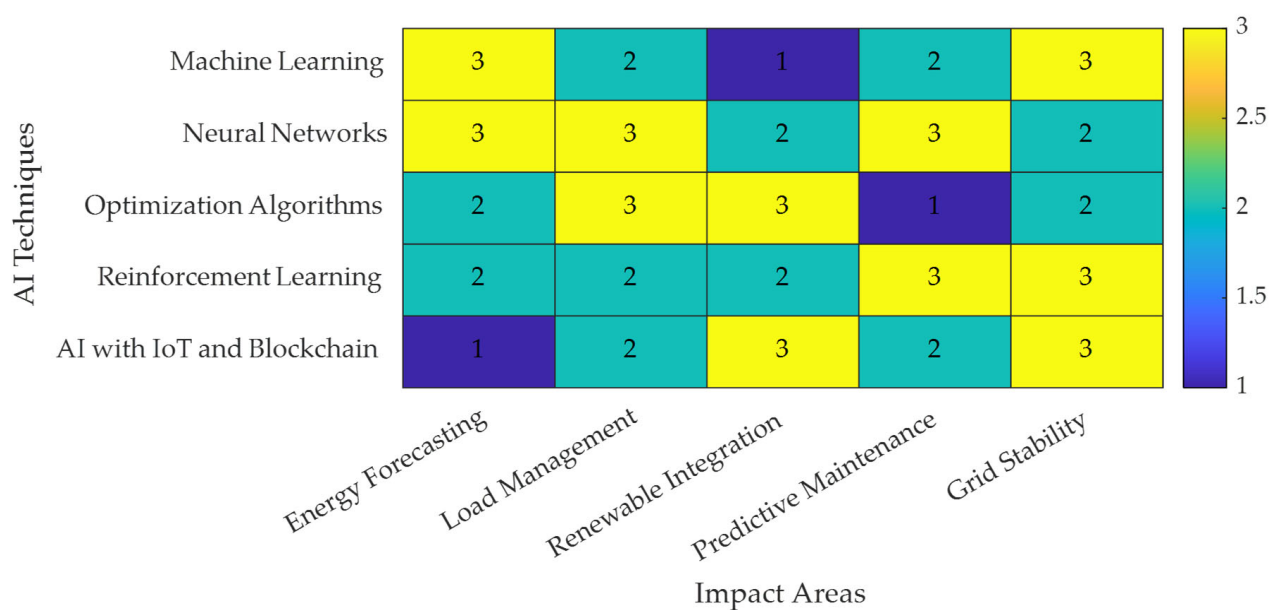 AI Techniques
Machine Learning 3 2 1 2 3
Neural Networks 3 3 2 3 2
Optimization Algorithms 2 3 3 1 2
Reinforcement Learning 2 2 2 3 3
AI with IoT and Blockchain 1 2 3 2 3
Energy Forecasting
Load Management
Renewable Integration
Predictive Maintenance
Grid Stability
Impact Areas
3
2.5
2
1.5
1